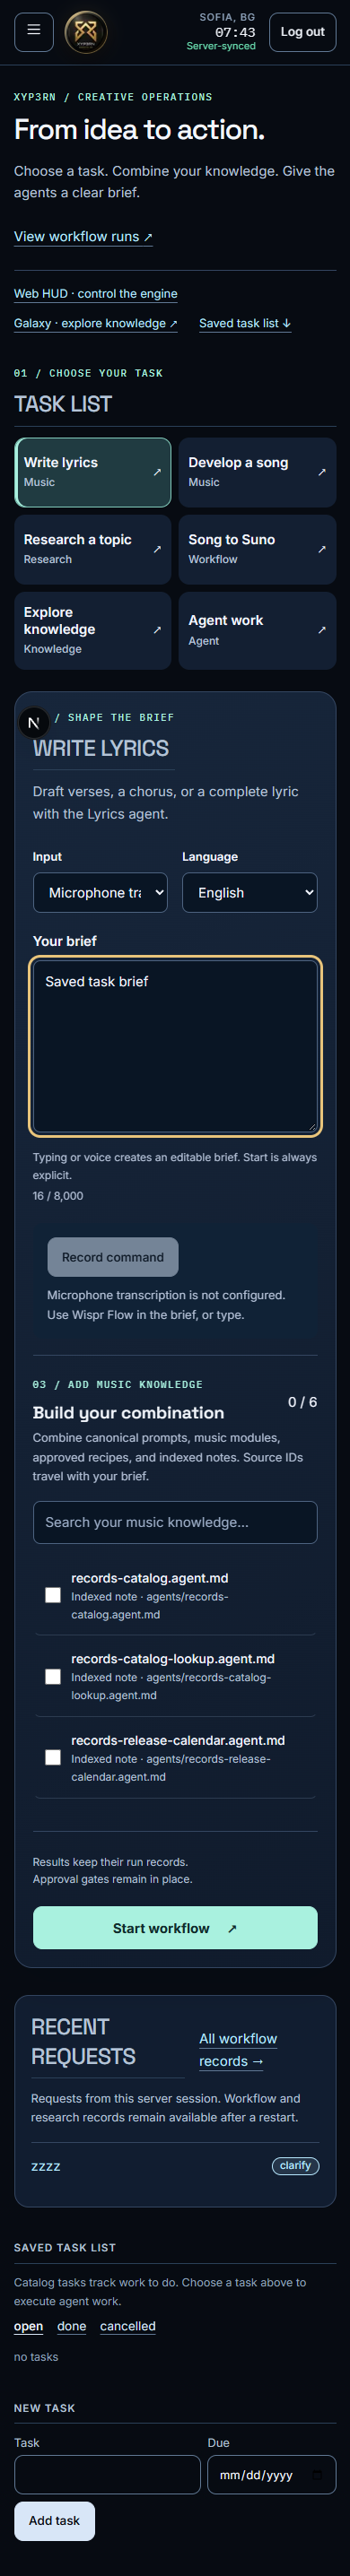 SOFIA, BG
07:43
Server-synced
Log out
XYP3RN / CREATIVE OPERATIONS
From idea to action.
Choose a task. Combine your knowledge. Give the
agents a clear brief.
View workflow runs ↗
Web HUD · control the engine
Galaxy · explore knowledge ↗ Saved task list ↓
01 / CHOOSE YOUR TASK
TASK LIST
Write lyrics
Music
↗
Develop a song
Music
↗
Research a topic
Research
↗
Song to Suno
Workflow
↗
Explore
knowledge
Knowledge
↗
Agent work
Agent
↗
N
/ SHAPE THE BRIEF
WRITE LYRICS
Draft verses, a chorus, or a complete lyric
with the Lyrics agent.
Input
Language
Microphone tra
English
Your brief
Saved task brief
Typing or voice creates an editable brief. Start is always
explicit.
16 / 8,000
Record command
Microphone transcription is not configured.
Use Wispr Flow in the brief, or type.
03 / ADD MUSIC KNOWLEDGE
Build your combination
0 / 6
Combine canonical prompts, music modules,
approved recipes, and indexed notes. Source IDs
travel with your brief.
Search your music knowledge...
records-catalog.agent.md
Indexed note · agents/records-
catalog.agent.md
records-catalog-lookup.agent.md
Indexed note · agents/records-catalog-
lookup.agent.md
records-release-calendar.agent.md
Indexed note · agents/records-release-
calendar.agent.md
Results keep their run records.
Approval gates remain in place.
Start workflow ↗
RECENT
REQUESTS
All workflow
records →
Requests from this server session. Workflow and
research records remain available after a restart.
zzzz
clarify
SAVED TASK LIST
Catalog tasks track work to do. Choose a task above to
execute agent work.
open done cancelled
no tasks
NEW TASK
Task
Due
mm/dd/yyyy
Add task